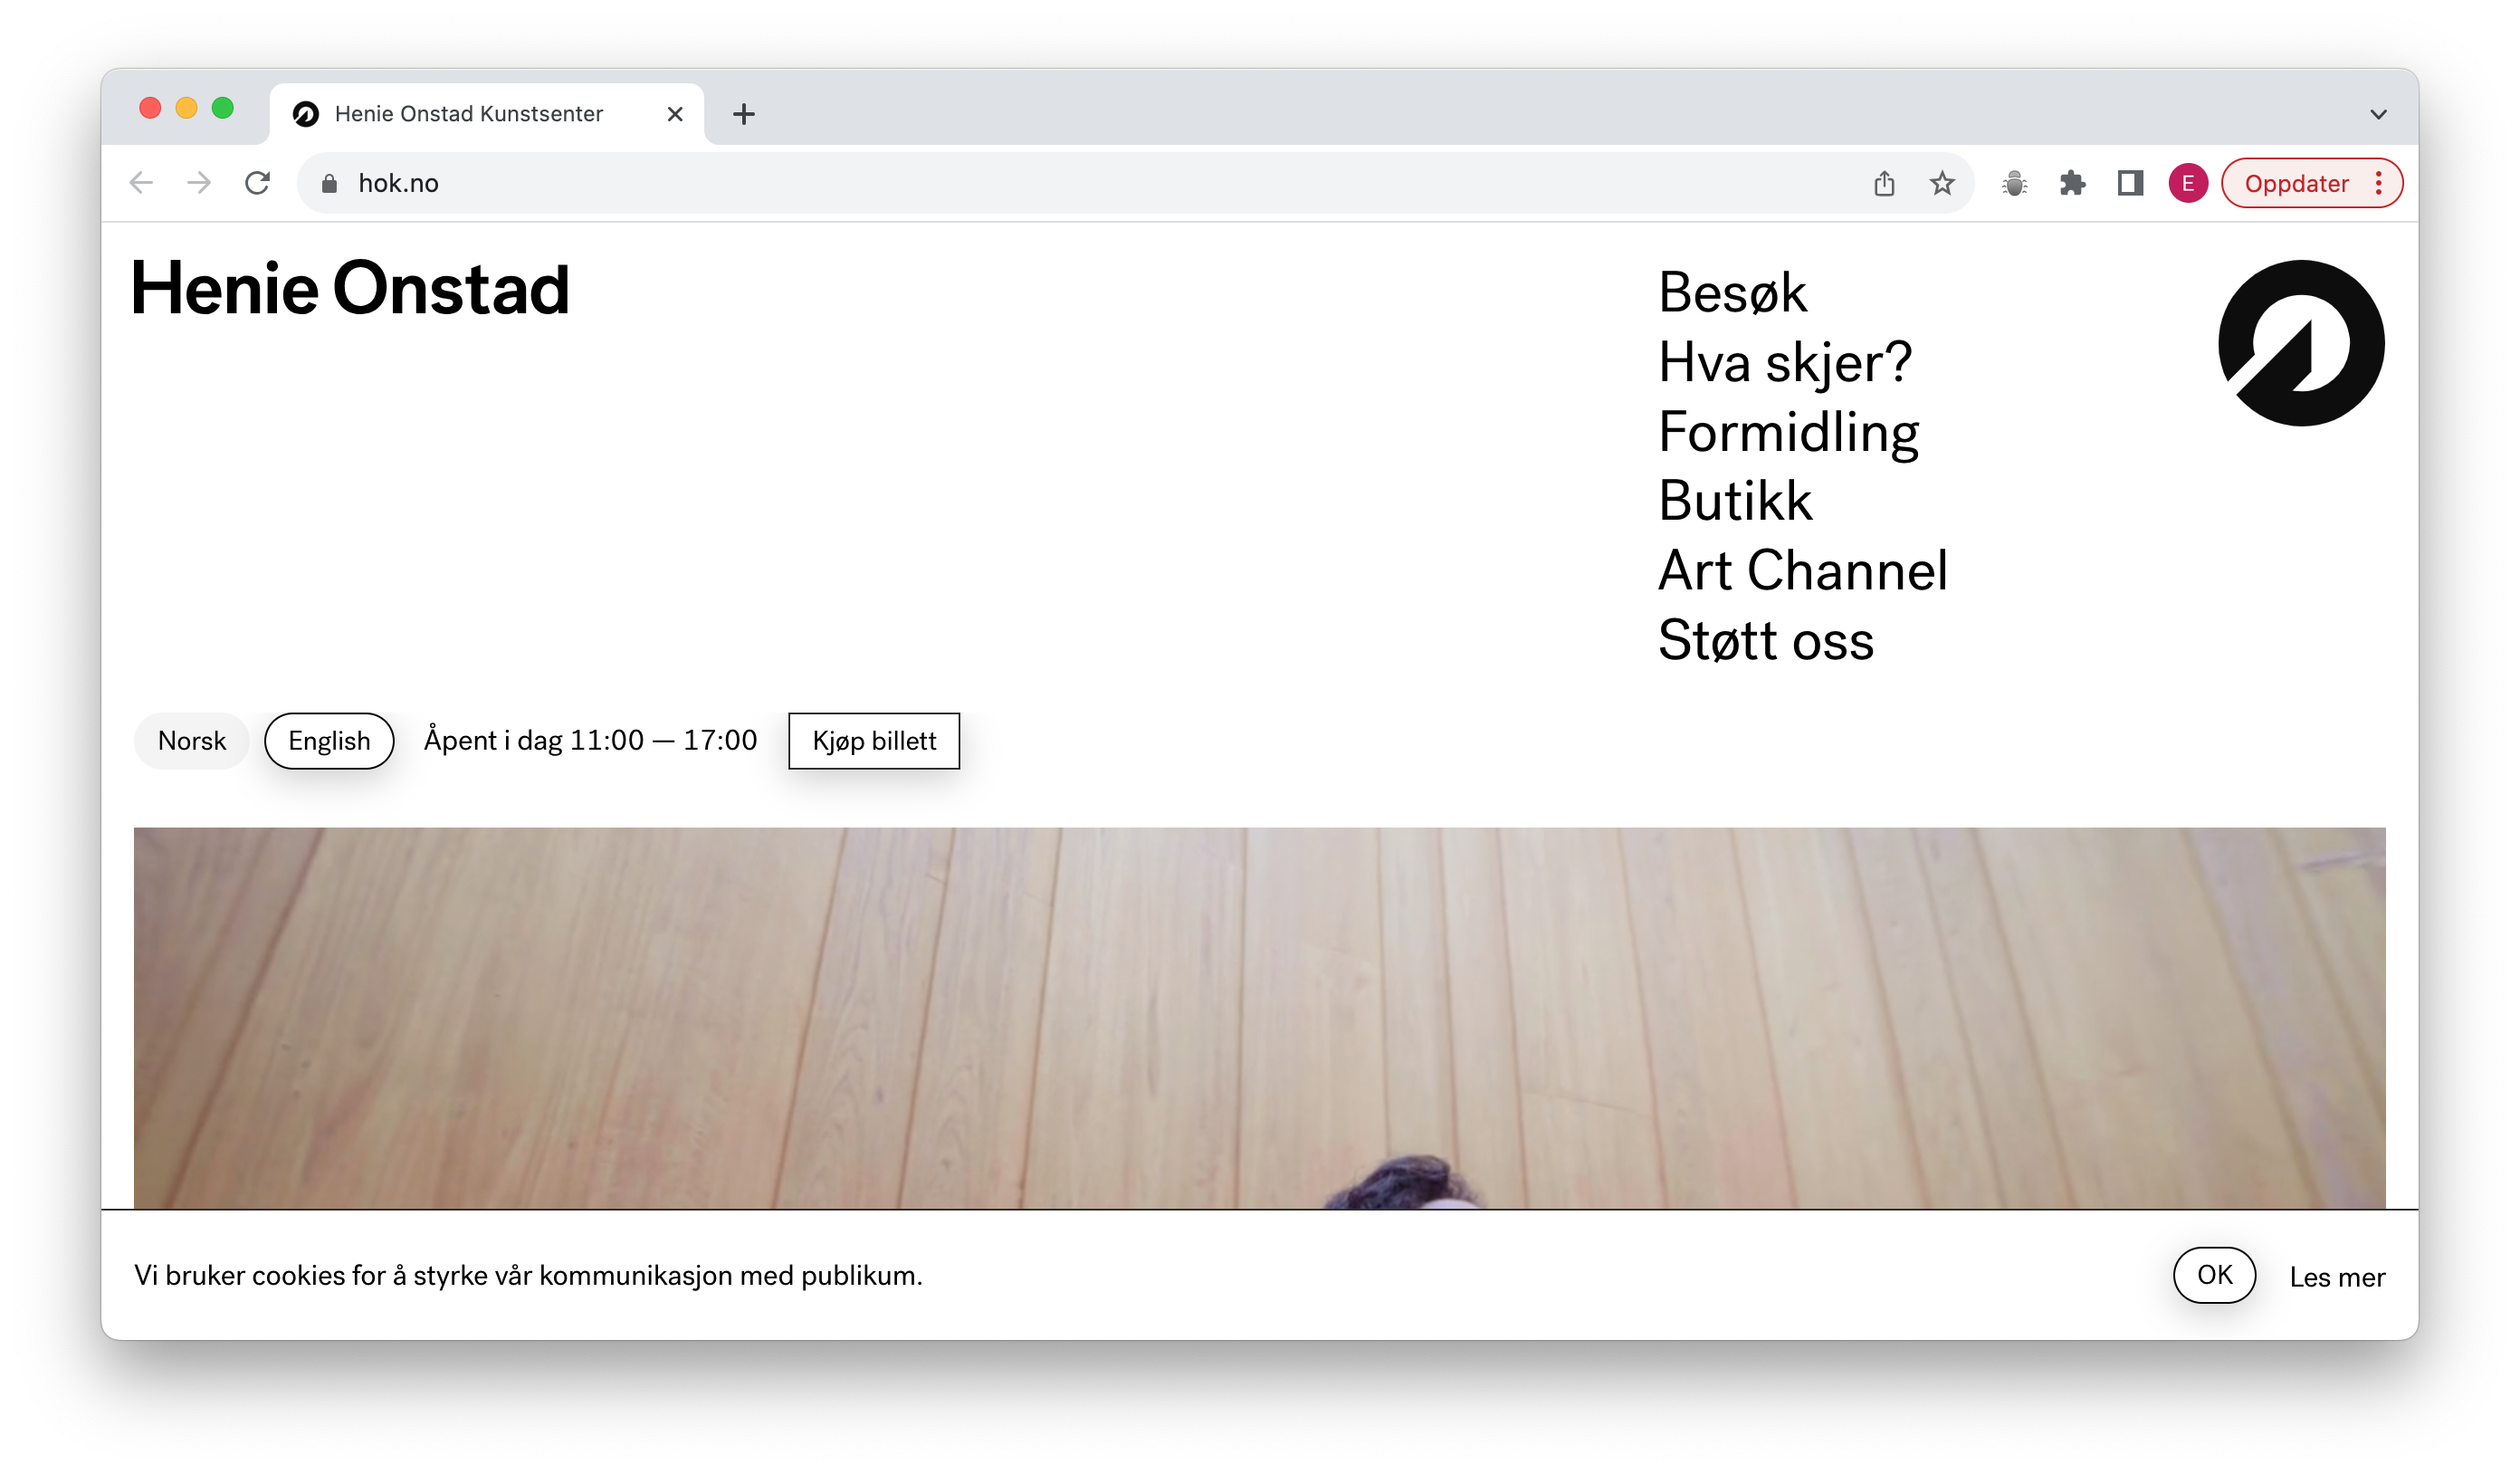 Henie Onstad Kunstsenter
hok.no
E
Oppdater
Henie Onstad
Besøk
Hva skjer?
Formidling
Butikk
Art Channel
Støtt oss
Norsk English Åpent i dag 11:00 — 17:00 Kjøp billett
Vi bruker cookies for å styrke vår kommunikasjon med publikum. OK Les mer